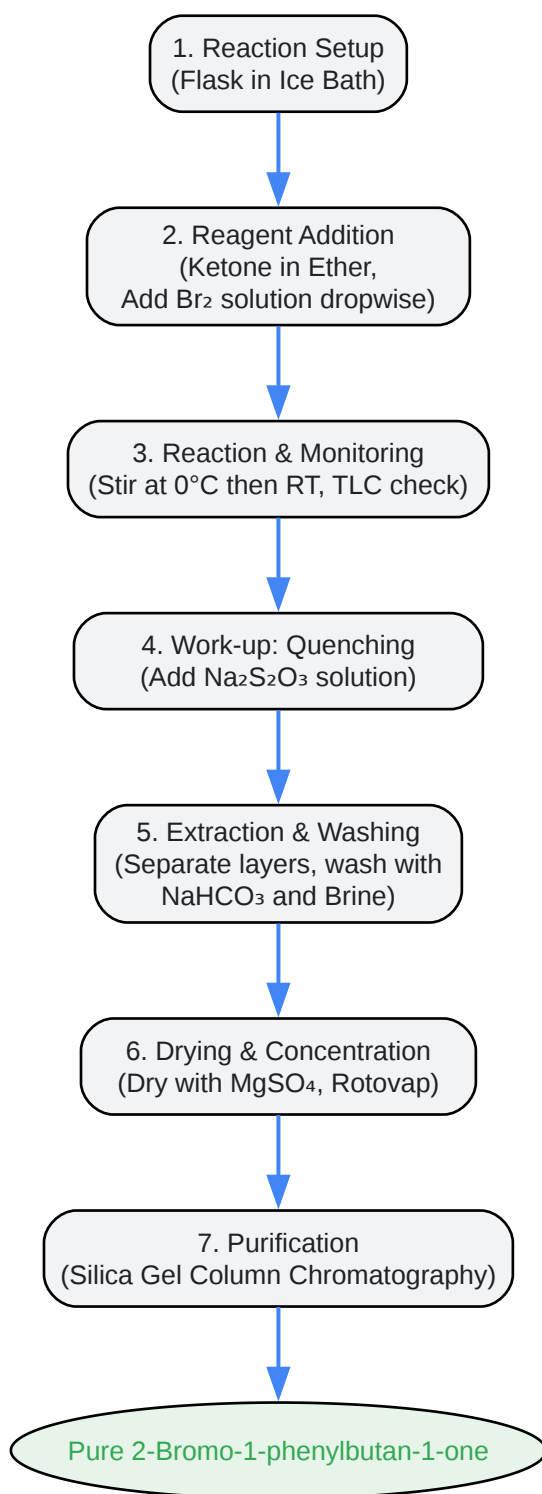 1. Reaction Setup
(Flask in Ice Bath)
2. Reagent Addition
(Ketone in Ether,
Add Br₂ solution dropwise)
3. Reaction & Monitoring
(Stir at 0°C then RT, TLC check)
4. Work-up: Quenching
(Add Na₂S₂O₃ solution)
5. Extraction & Washing
(Separate layers, wash with
NaHCO₃ and Brine)
6. Drying & Concentration
(Dry with MgSO₄, Rotovap)
7. Purification
(Silica Gel Column Chromatography)
Pure 2-Bromo-1-phenylbutan-1-one